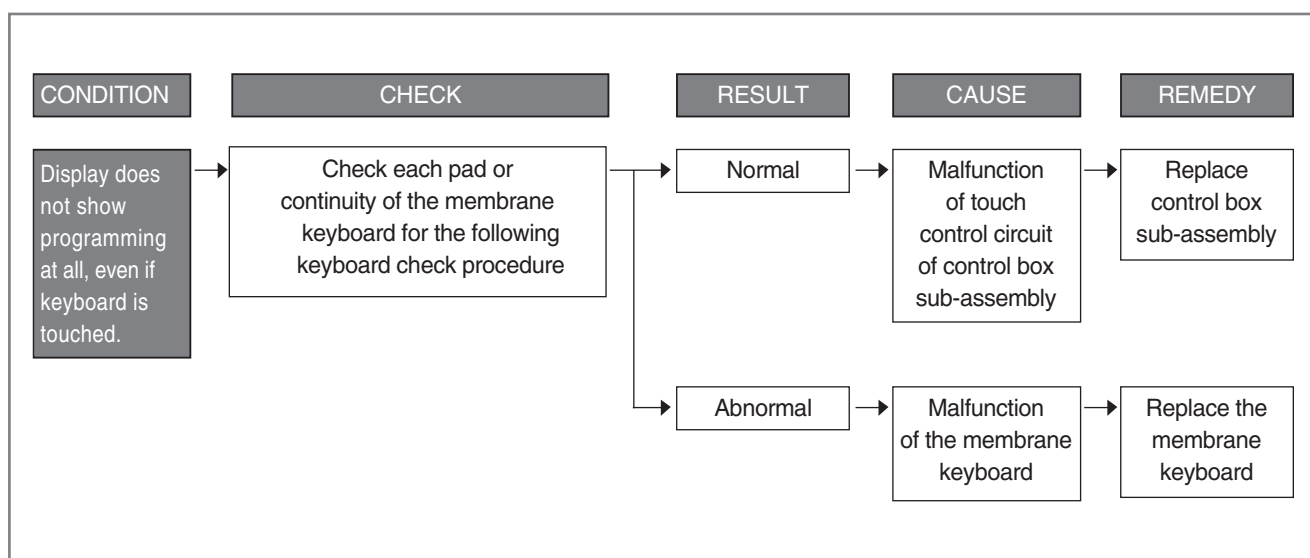 CONDITION
CHECK
RESULT
CAUSE
REMEDY
Display does
not show
programming
at all, even if
keyboard is
touched.
Check each pad or
continuity of the membrane
keyboard for the following
keyboard check procedure
Normal
Malfunction
of touch
control circuit
of control box
sub-assembly
Replace
control box
sub-assembly
Abnormal
Malfunction
of the membrane
keyboard
Replace the
membrane
keyboard